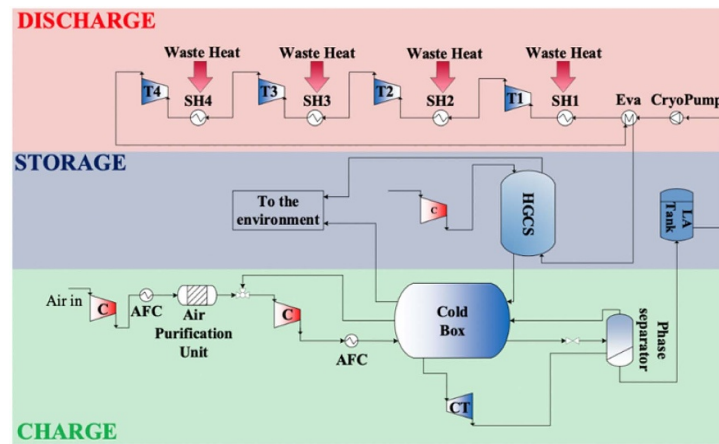 DISCHARGE
Waste Heat Waste Heat Waste Heat Waste Heat
T4 SH4 T3 SH3 T2 SH2 T1 SH1 Eva CryoPump
STORAGE
To the
environment
C
HGCS
LA
Tank
Air in
C
AFC
Air
Purification
Unit
C
AFC
Cold
Box
CT
Phase
separator
CHARGE